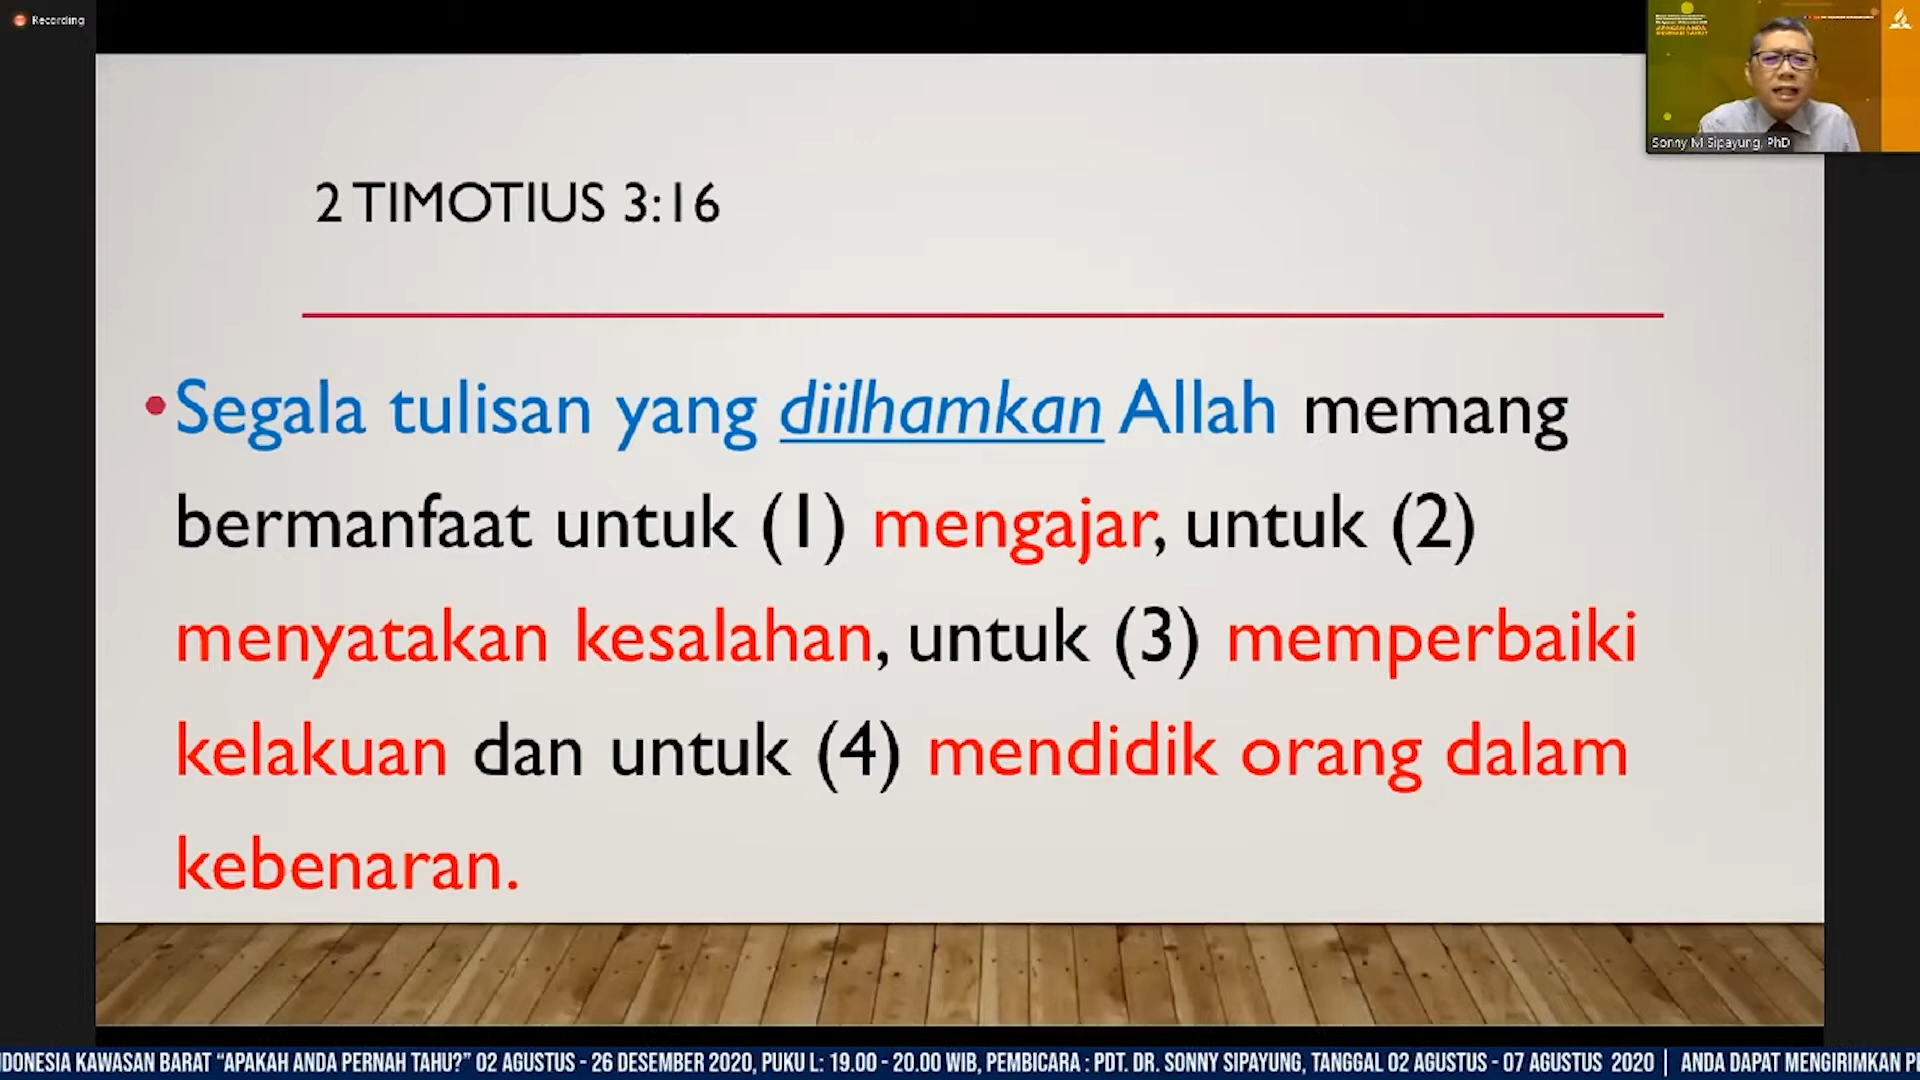 Recording
Sonny M Sipayung, PhD
2 TIMOTIUS 3:16
•Segala tulisan yang diilhamkan Allah memang
bermanfaat untuk (1) mengajar, untuk (2)
menyatakan kesalahan, untuk (3) memperbaiki
kelakuan dan untuk (4) mendidik orang dalam
kebenaran.
NDONESIA KAWASAN BARAT “APAKAH ANDA PERNAH TAHU?” 02 AGUSTUS - 26 DESEMBER 2020, PUKU L: 19.00 - 20.00 WIB, PEMBICARA : PDT. DR. SONNY SIPAYUNG, TANGGAL 02 AGUSTUS - 07 AGUSTUS 2020 | ANDA DAPAT MENGIRIMKAN